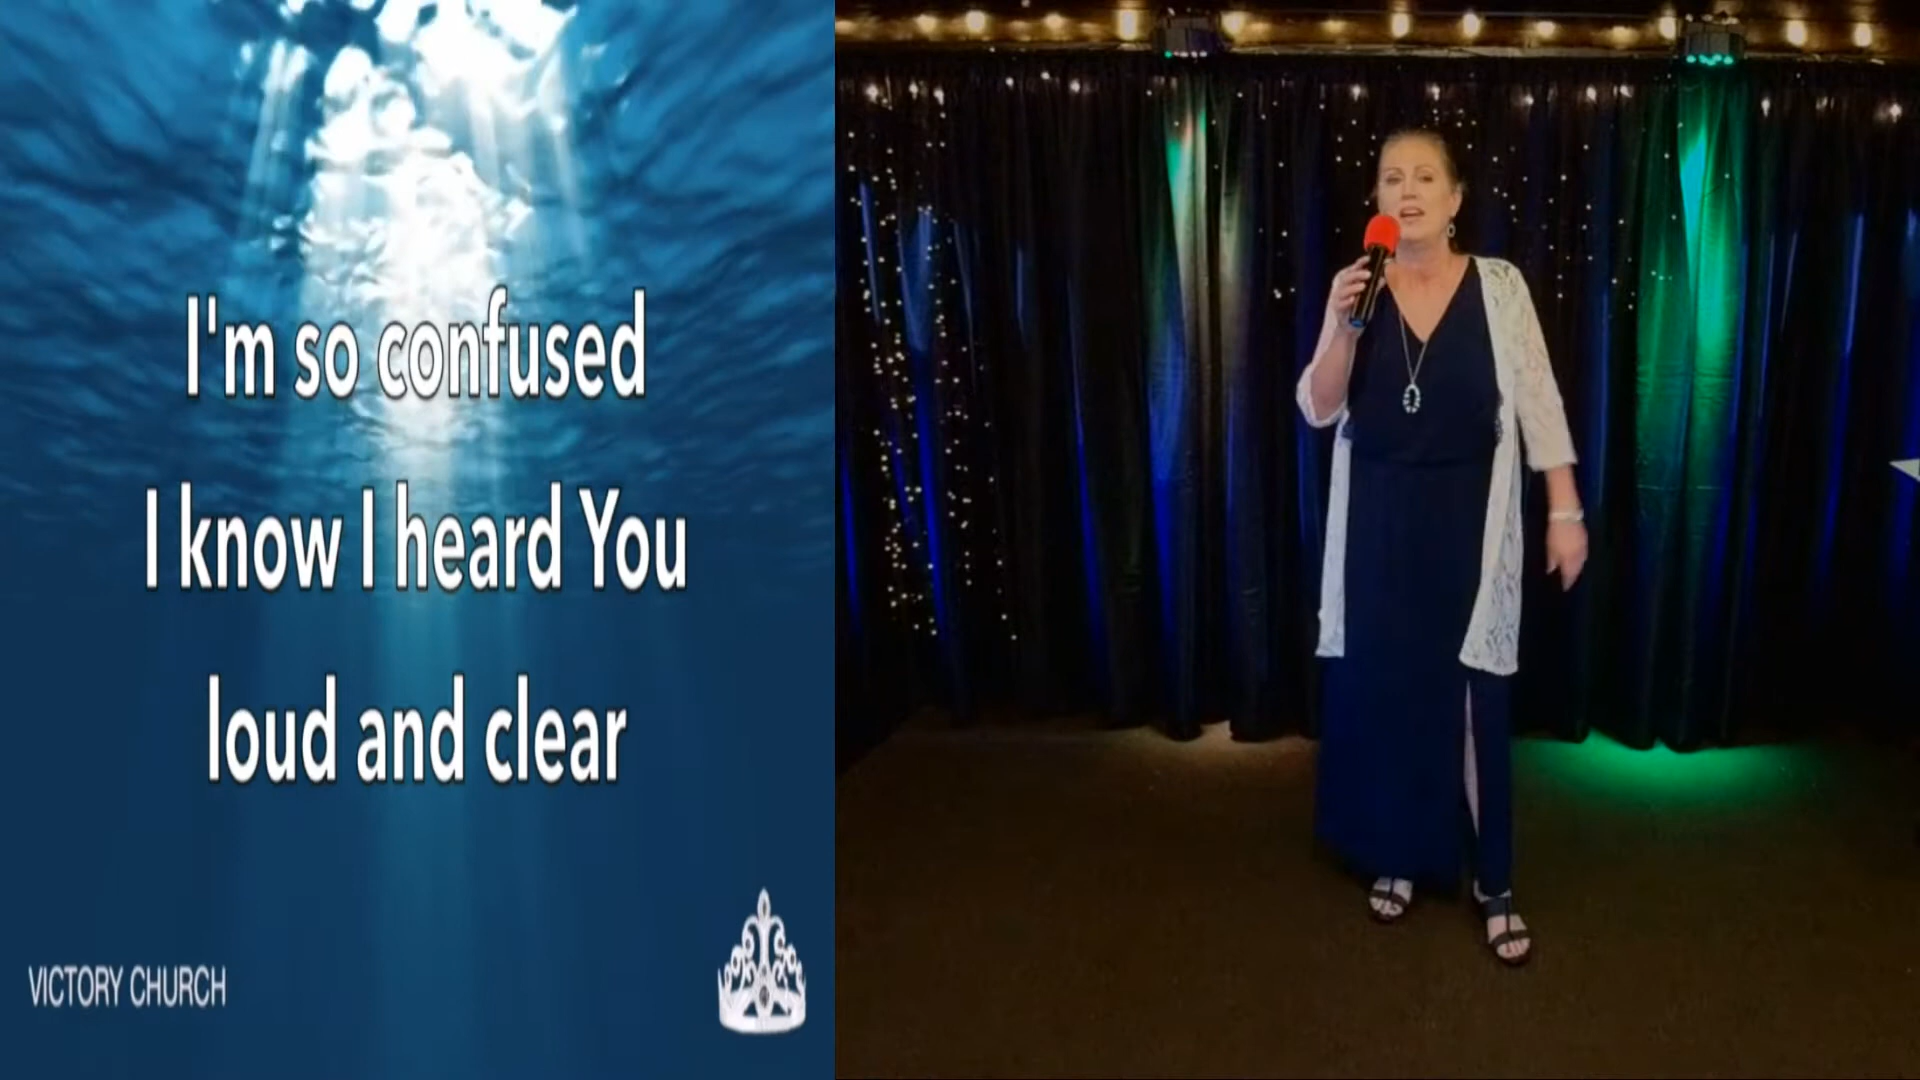 I'm so confused
I know I heard You
loud and clear
VICTORY CHURCH